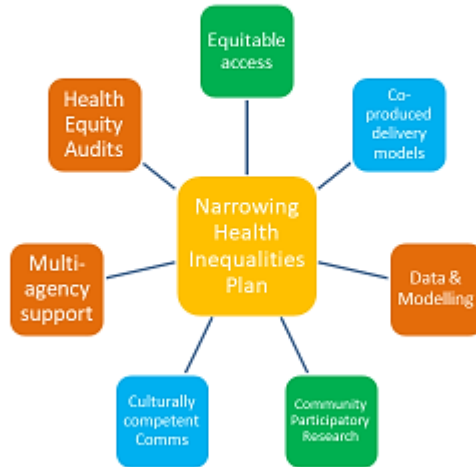 Equitable
access
Health
Equity
Audits
Co-
produced
delivery
models
Narrowing
Health
Inequalities
Plan
Multi-
agency
support
Data &
Modelling
Culturally
competent
Comms
Community
Participatory
Research